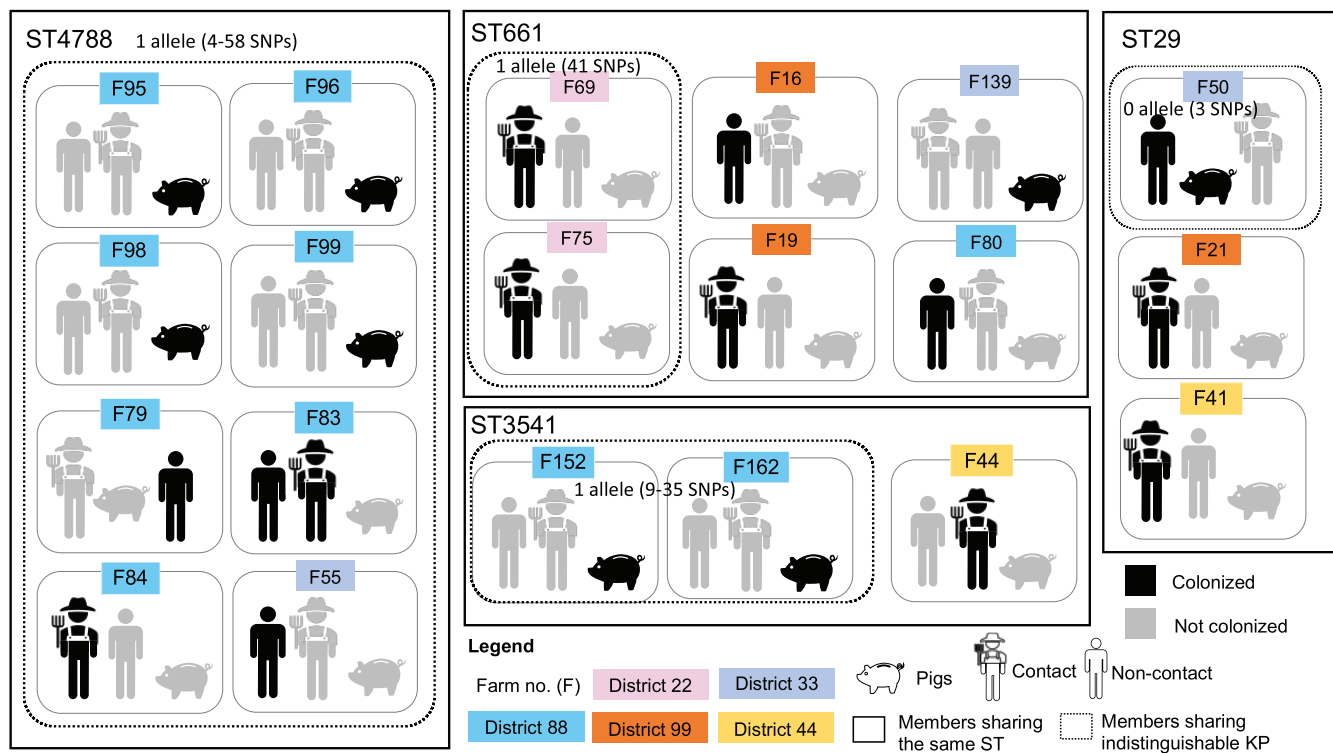 ST4788 1 allele (4-58 SNPs)
F95 F96
F98 F99
F79 F83
F84 F55
ST661
1 allele (41 SNPs)
F69 F16 F139
F75 F19 F80
ST3541
F152 F162 F44
1 allele (9-35 SNPs)
ST29
F50
0 allele (3 SNPs)
F21
F41
Colonized
Not colonized
Legend
Farm no. (F) District 22 District 33 Pigs Contact Non-contact
District 88 District 99 District 44 Members sharing
the same ST
Members sharing
indistinguishable KP